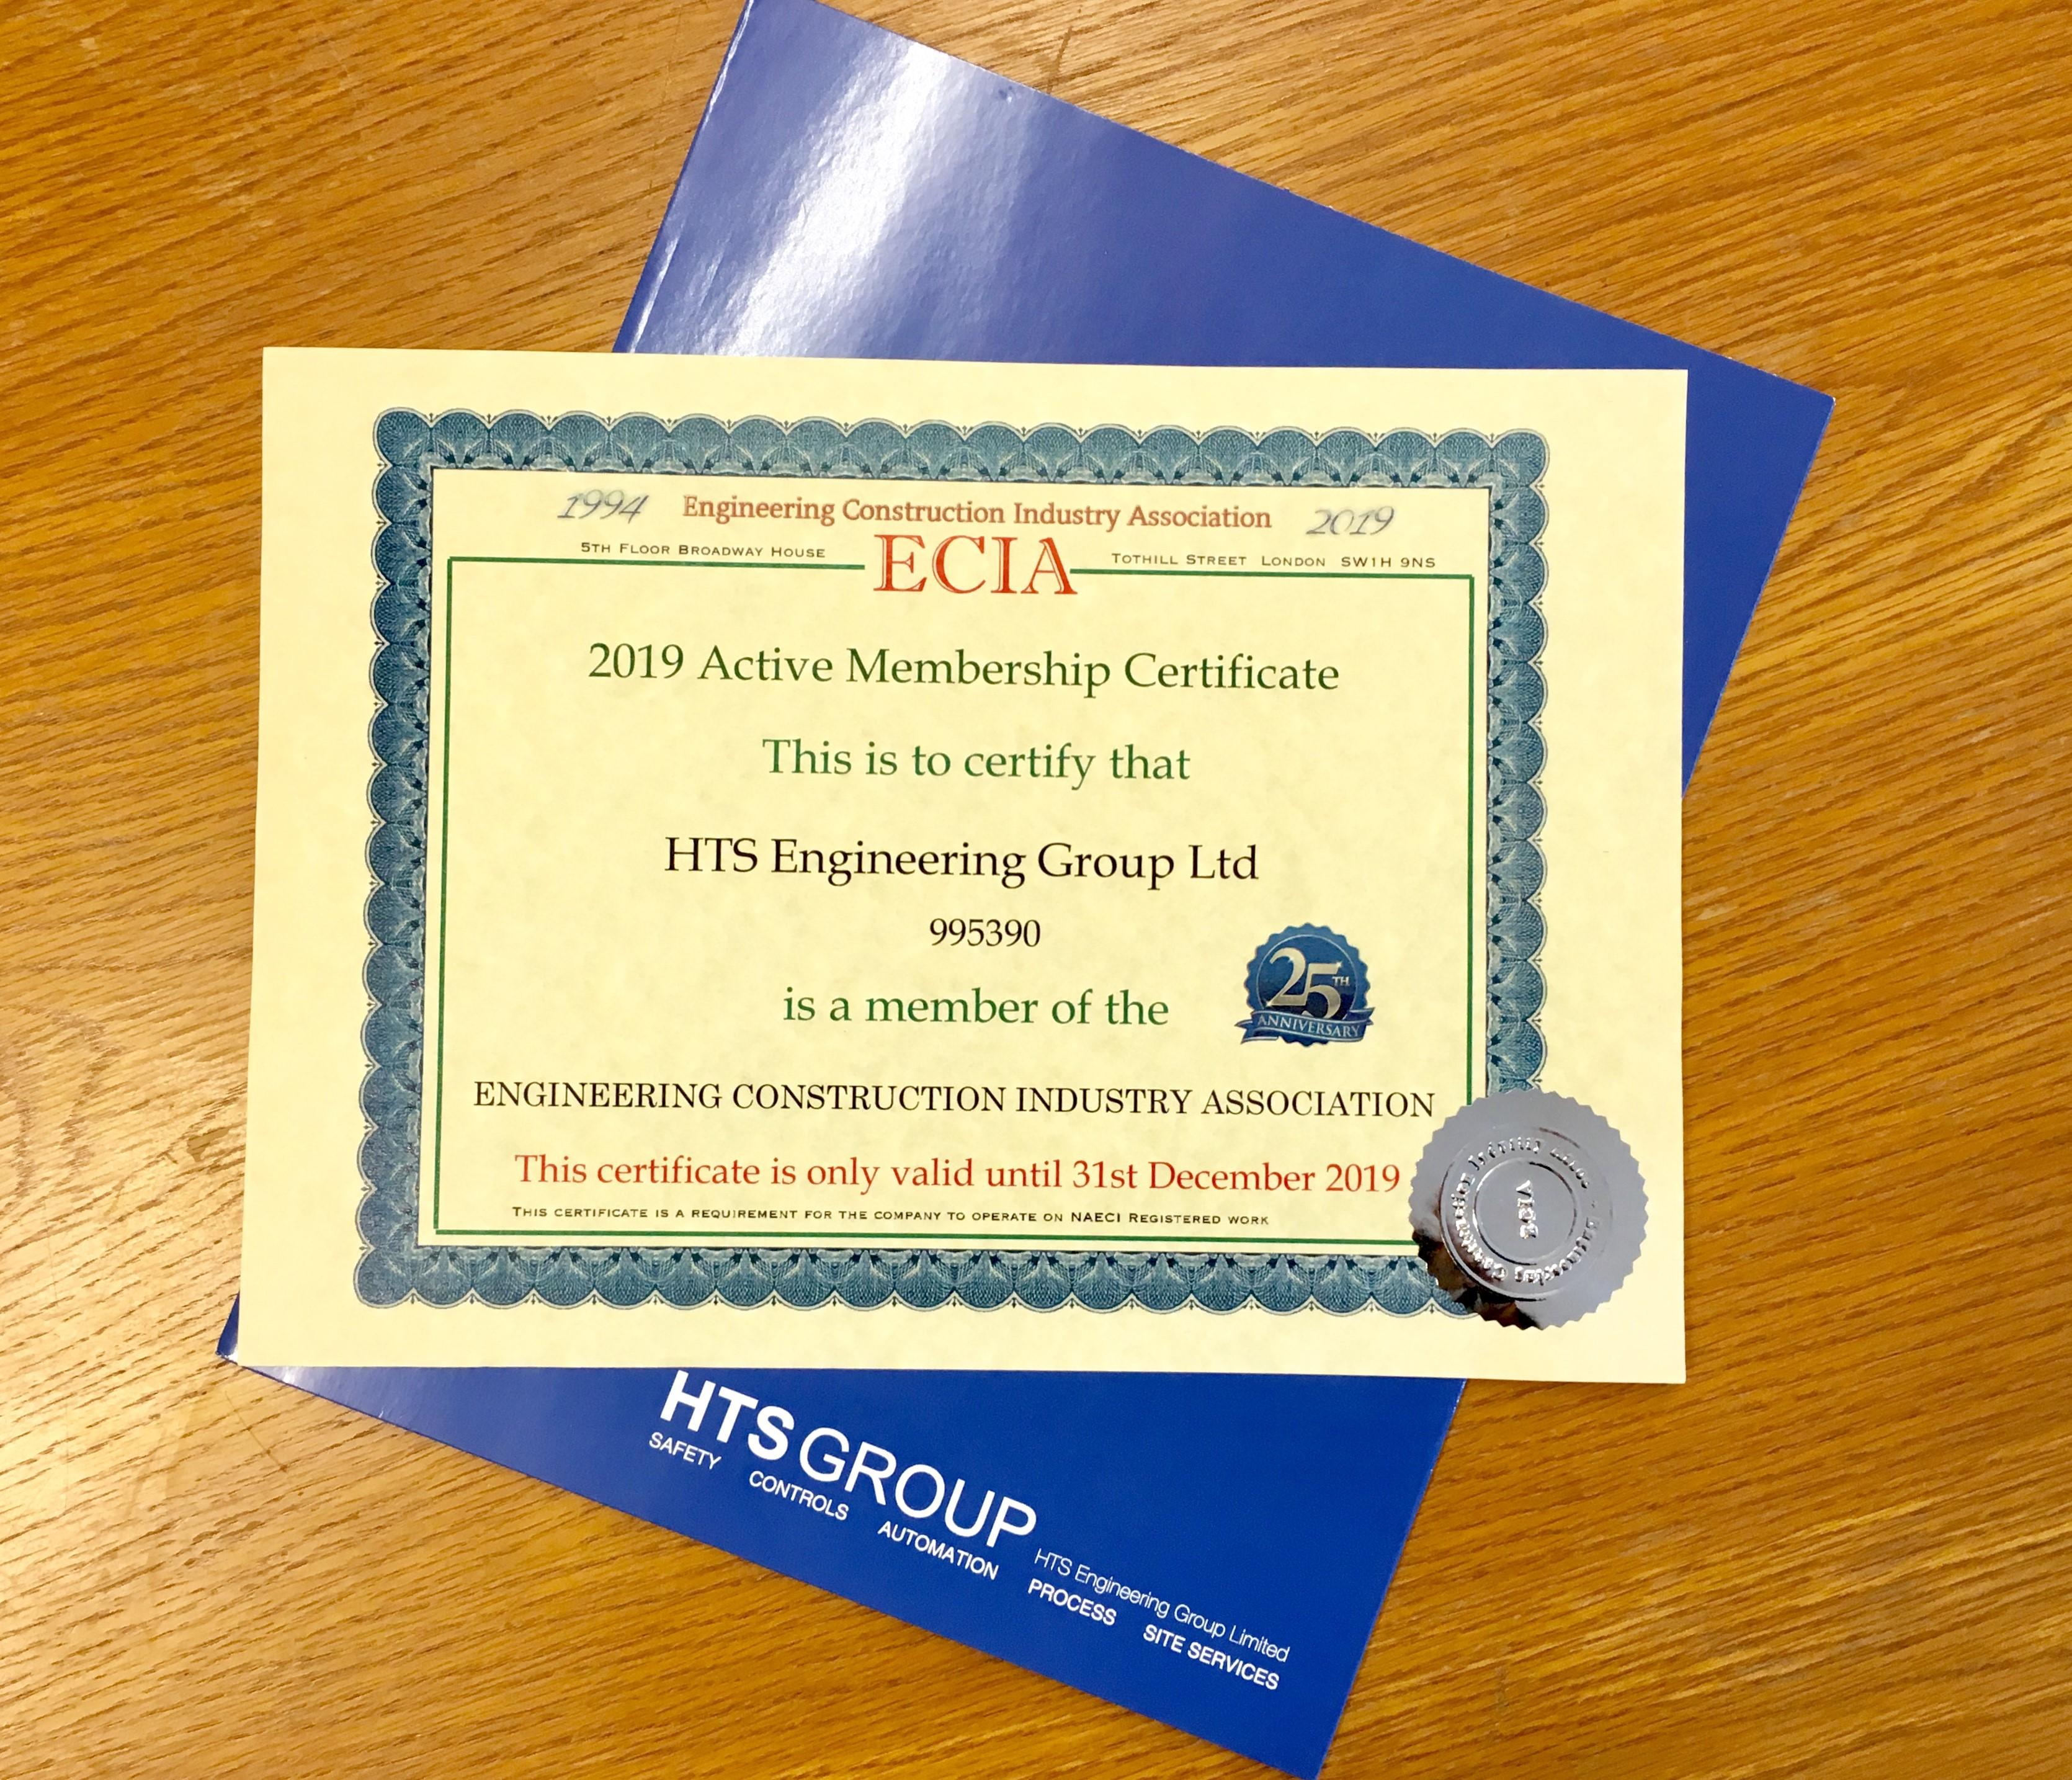 1994 Engineering Construction Industry Association 2019
5TH FLOOR BROADWAY HOUSE ECIA TOTHILL STREET LONDON SW1H 9NS
2019 Active Membership Certificate
This is to certify that
HTS Engineering Group Ltd
995390
is a member of the
25TH
ANNIVERSARY
ENGINEERING CONSTRUCTION INDUSTRY ASSOCIATION
This certificate is only valid until 31st December 2019
THIS CERTIFICATE IS A REQUIREMENT FOR THE COMPANY TO OPERATE ON NAECI REGISTERED WORK
ECIA
HTS GROUP
HTS Engineering Group Limited
SAFETY CONTROLS AUTOMATION PROCESS SITE SERVICES